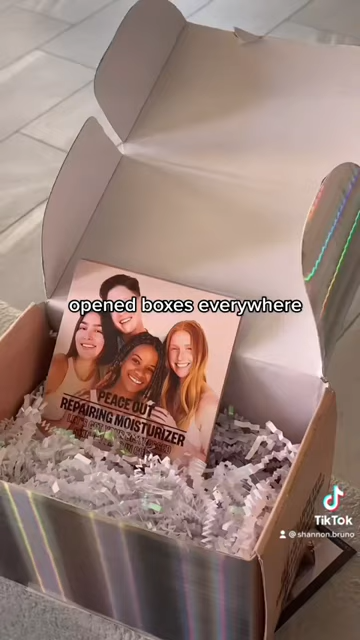 opened boxes everywhere
PEACE OUT
REPAIRING MOISTURIZER
TikTok
@shannon.bruno